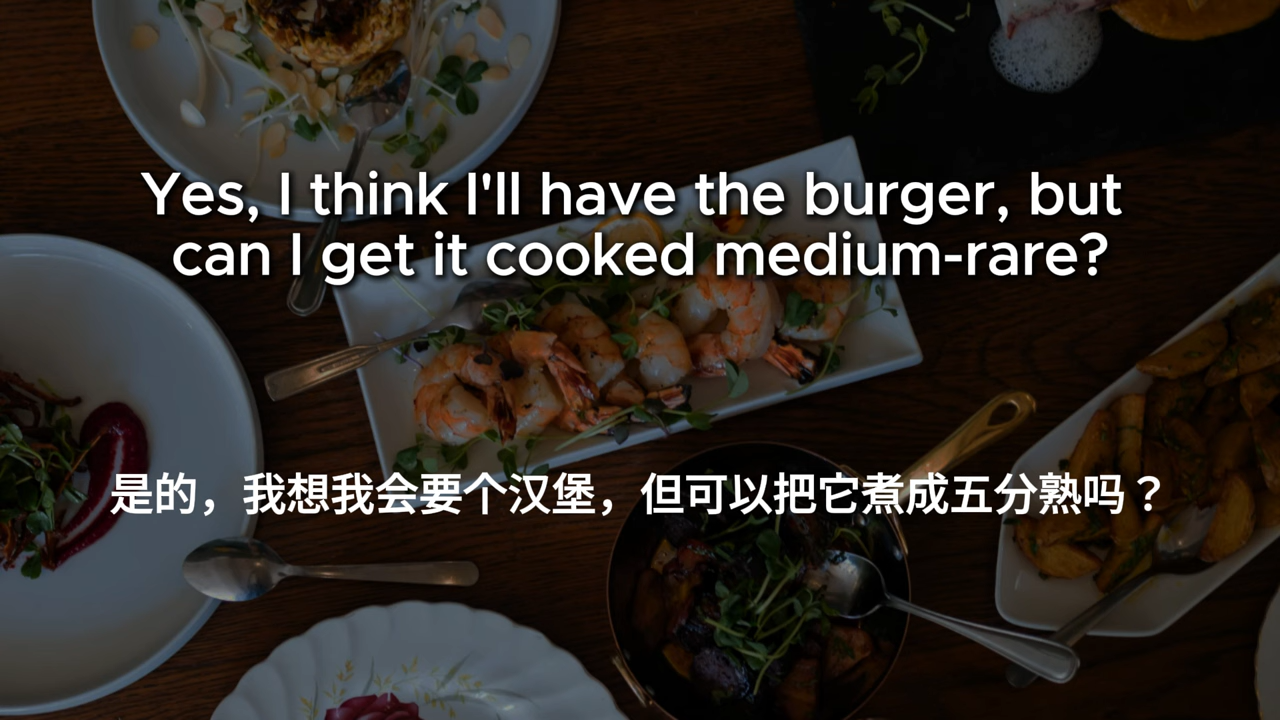 Yes, I think I'll have the burger, but
can I get it cooked medium-rare?
是的，我想我会要个汉堡，但可以把它煮成五分熟吗？